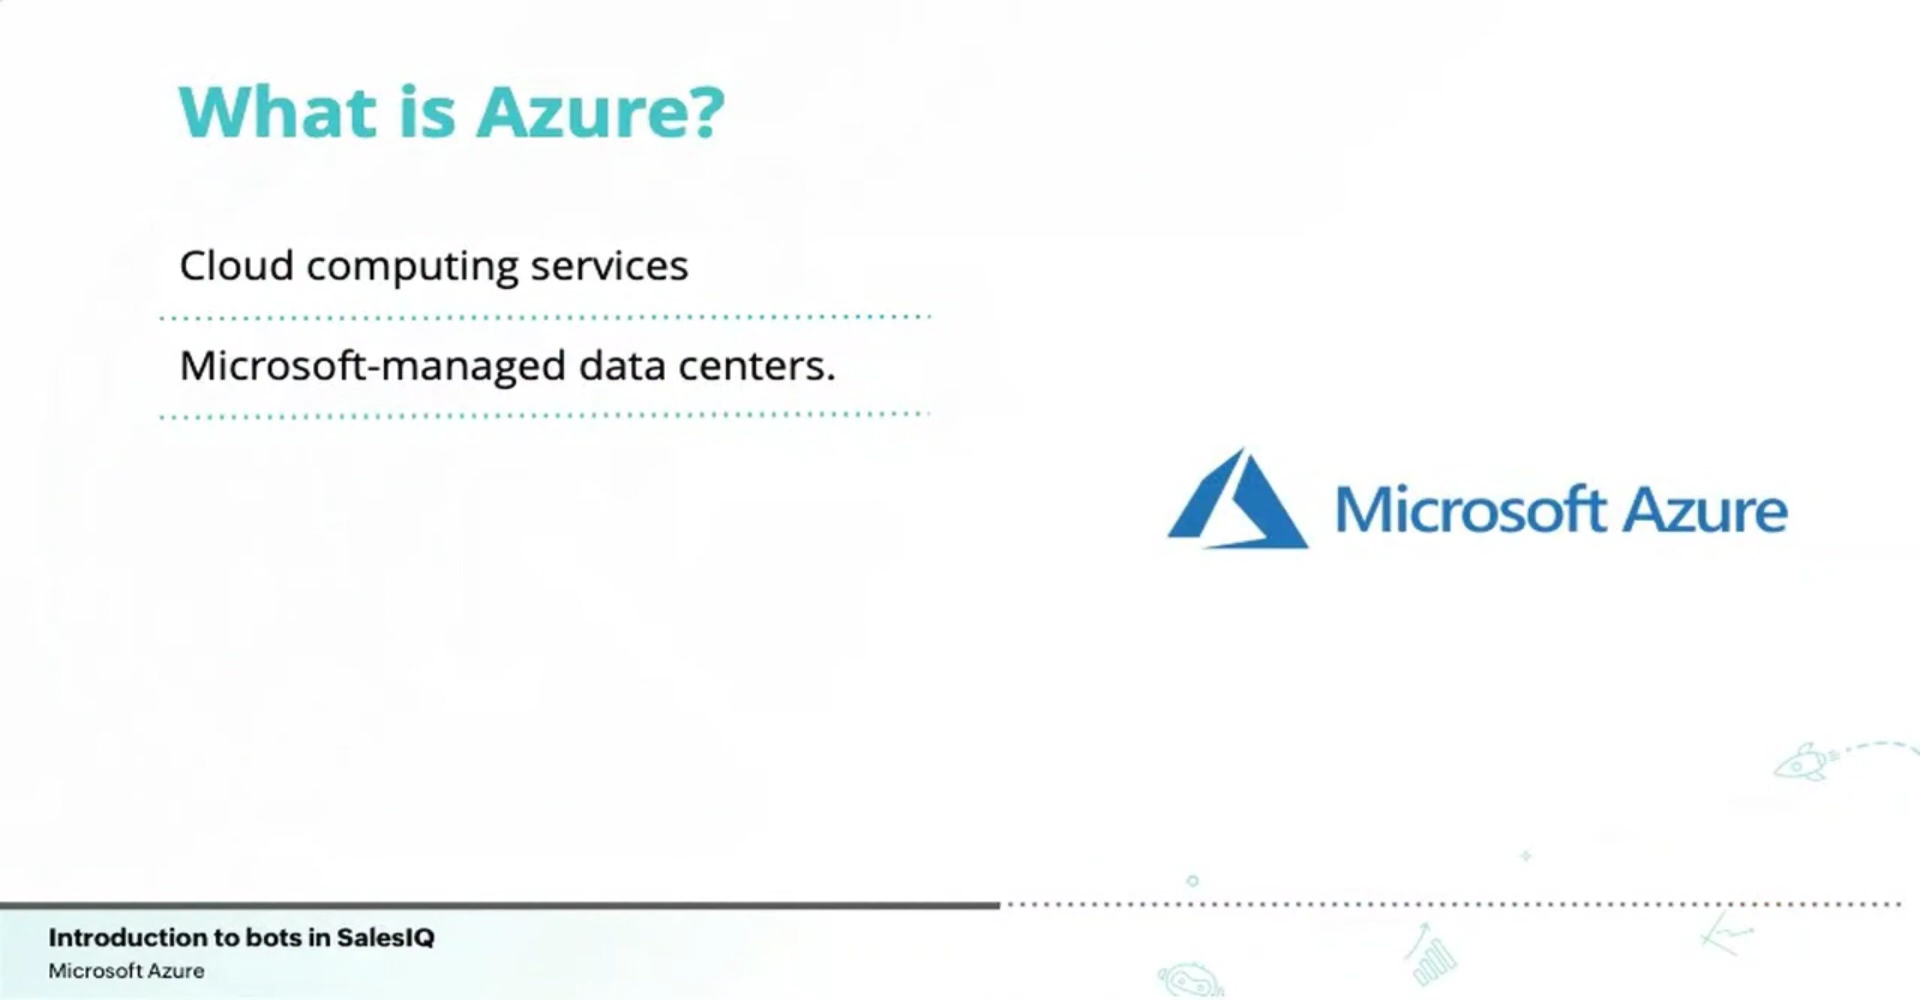 What is Azure?
Cloud computing services
Microsoft-managed data centers.
Microsoft Azure
Introduction to bots in SalesIQ
Microsoft Azure